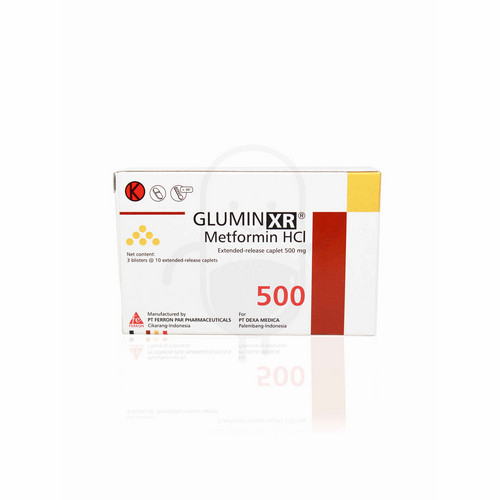 K
GLUMIN XR®
Metformin HCl
Extended-release caplet 500 mg
Net content:
3 blisters @ 10 extended-release caplets
500
Manufactured by
PT FERRON PAR PHARMACEUTICALS
Cikarang-Indonesia
For
PT DEXA MEDICA
Palembang-Indonesia
FERRON